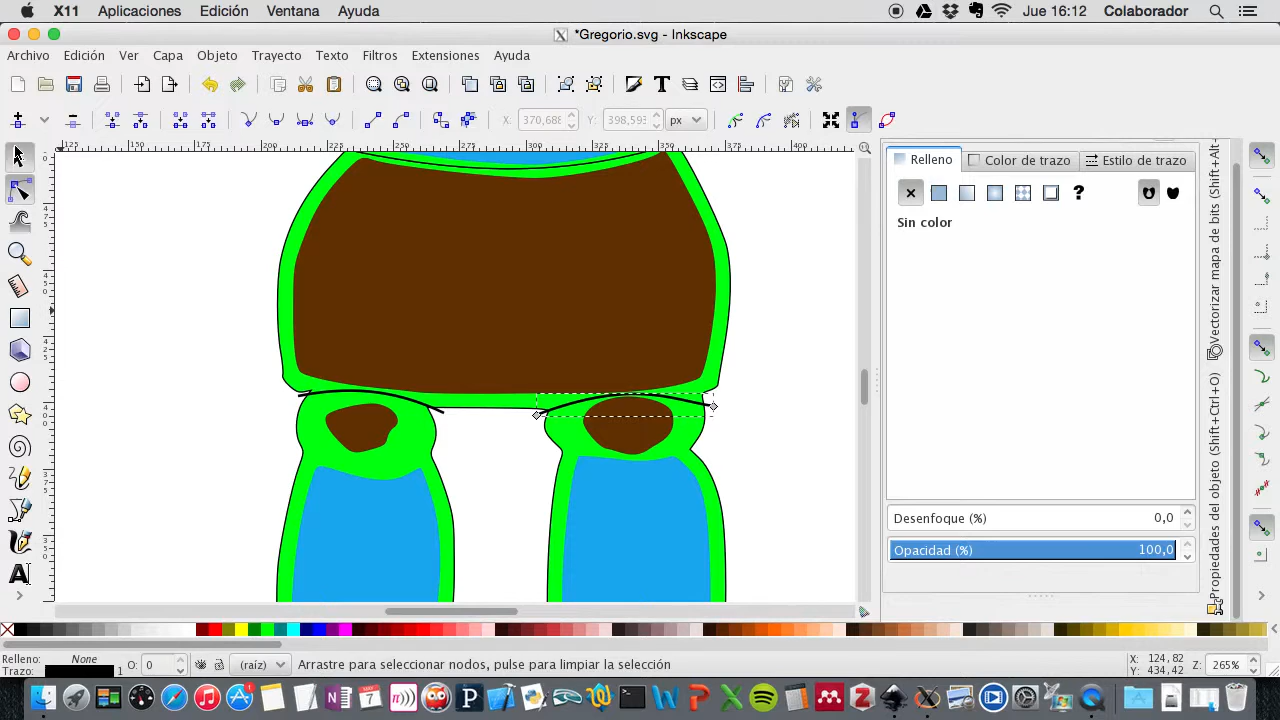 X11 Aplicaciones Edición Ventana Ayuda Jue 16:12 Colaborador
*Gregorio.svg - Inkscape
Archivo Edición Ver Capa Objeto Trayecto Texto Filtros Extensiones Ayuda
X: 370,688 Y: 398,593 px
Relleno Color de trazo Estilo de trazo
Sin color
Vectorizar mapa de bits (Shift+Alt-
Propiedades del objeto (Shift+Ctrl+O)
Desenfoque (%) 0,0
Opacidad (%) 100,0
Relleno: None
Trazo: 1 O: 0 (raiz) Arrastre para seleccionar nodos, pulse para limpiar la selección X: 124,82 Y: 434,42 Z: 265%